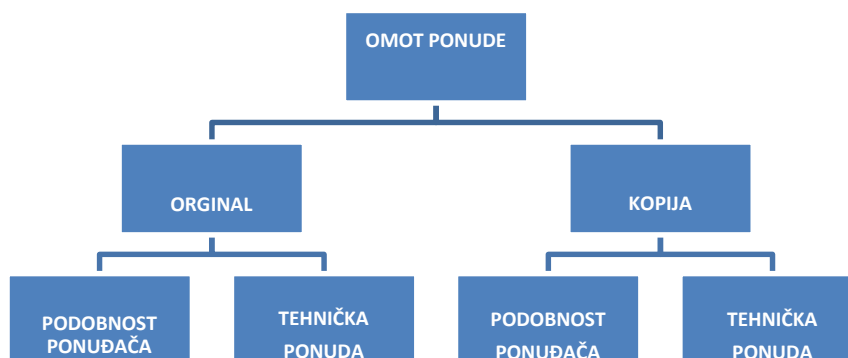 OMOT PONUDE
ORGINAL
KOPIJA
PODOBNOST
PONUĐAČA
TEHNIČKA
PONUDA
PODOBNOST
PONUĐAČA
TEHNIČKA
PONUDA